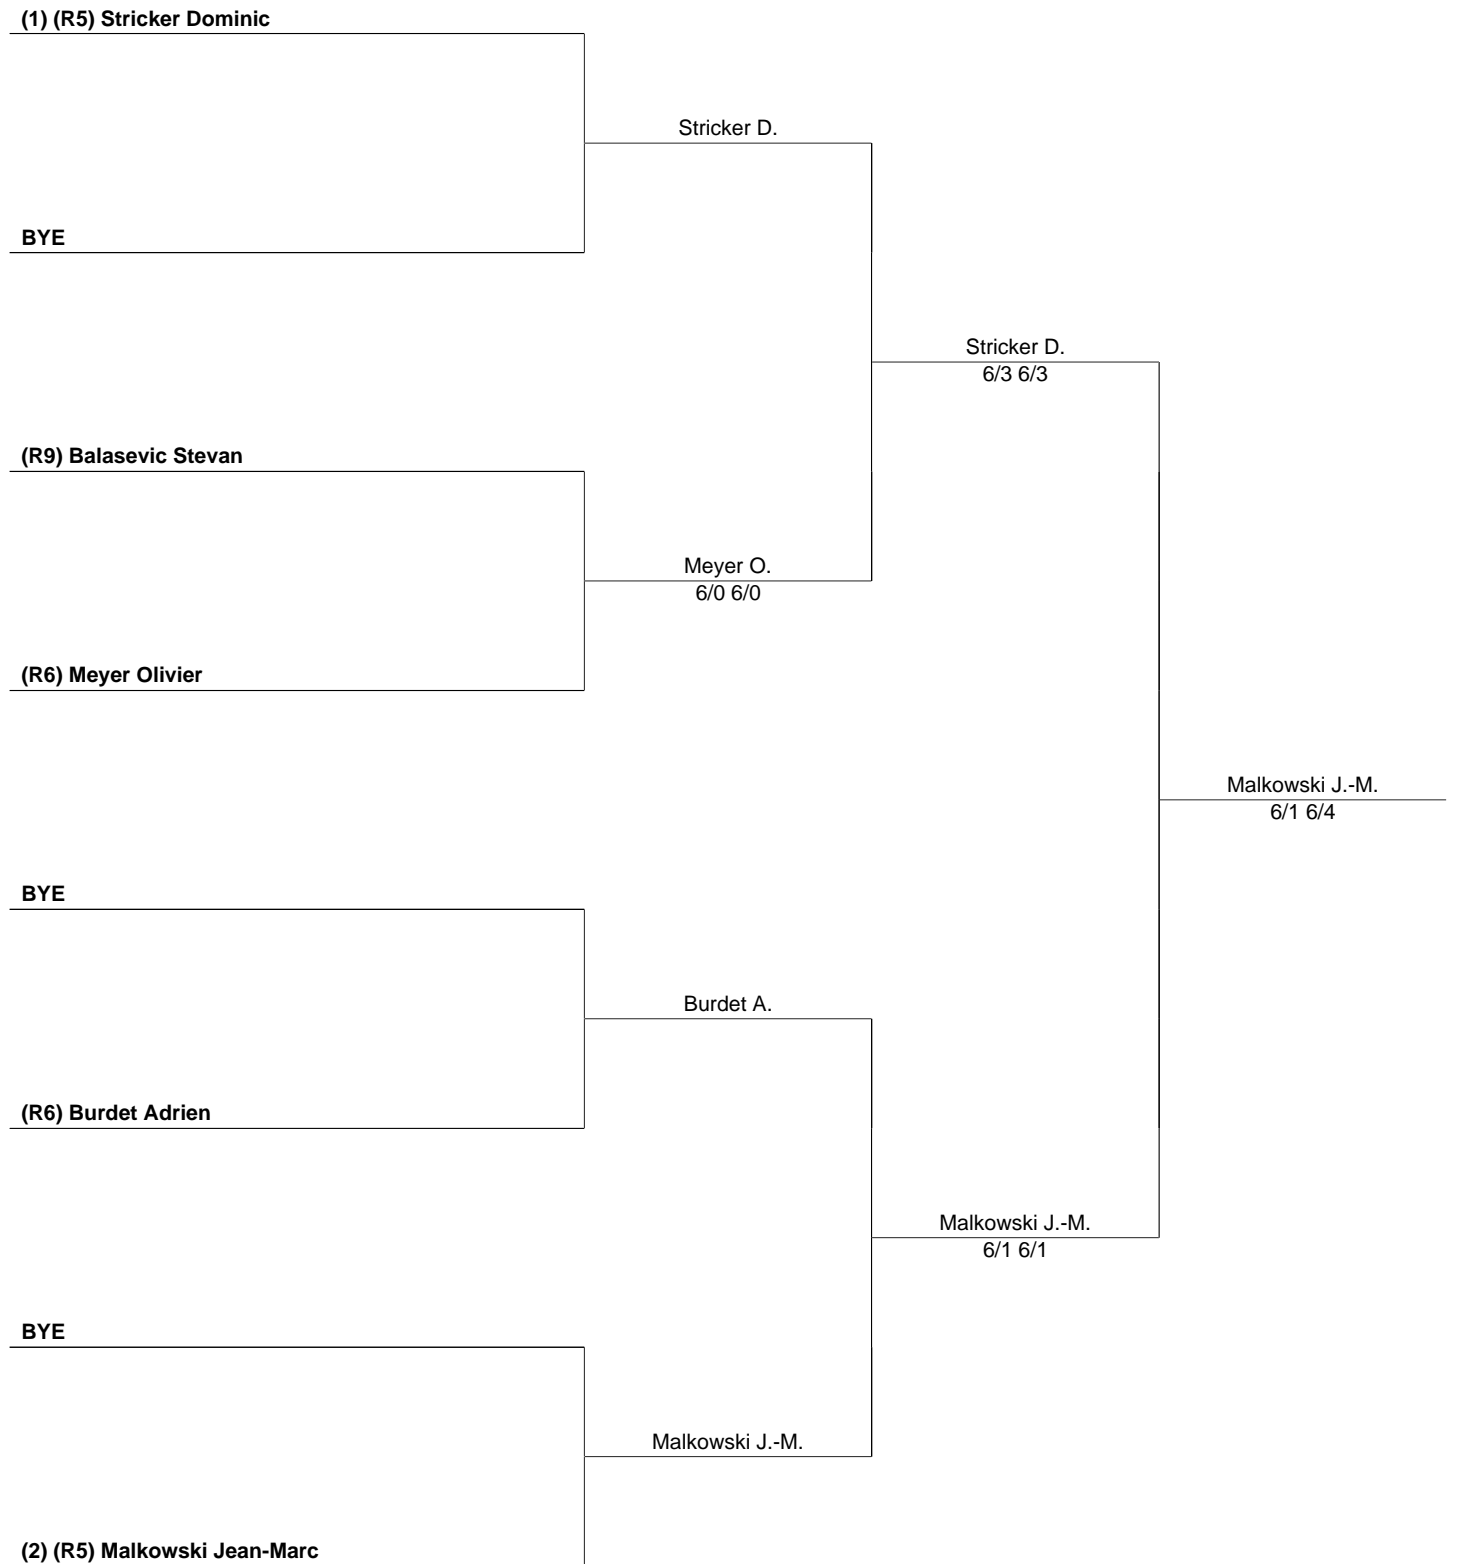 (1) (R5) Stricker Dominic
Stricker D.
BYE
Stricker D.
6/3 6/3
(R9) Balasevic Stevan
Meyer O.
6/0 6/0
(R6) Meyer Olivier
Malkowski J.-M.
6/1 6/4
BYE
Burdet A.
(R6) Burdet Adrien
Malkowski J.-M.
6/1 6/1
BYE
Malkowski J.-M.
(2) (R5) Malkowski Jean-Marc